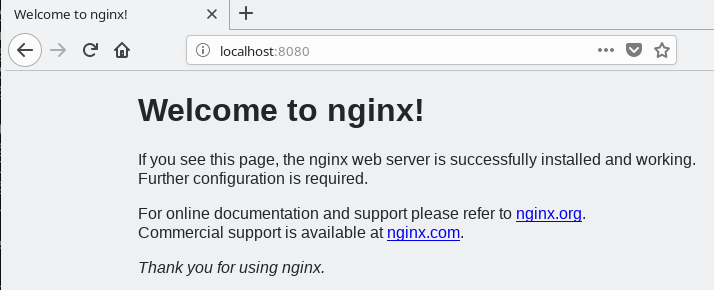 Welcome to nginx!
localhost:8080
Welcome to nginx!
If you see this page, the nginx web server is successfully installed and working.
Further configuration is required.
For online documentation and support please refer to nginx.org.
Commercial support is available at nginx.com.
Thank you for using nginx.